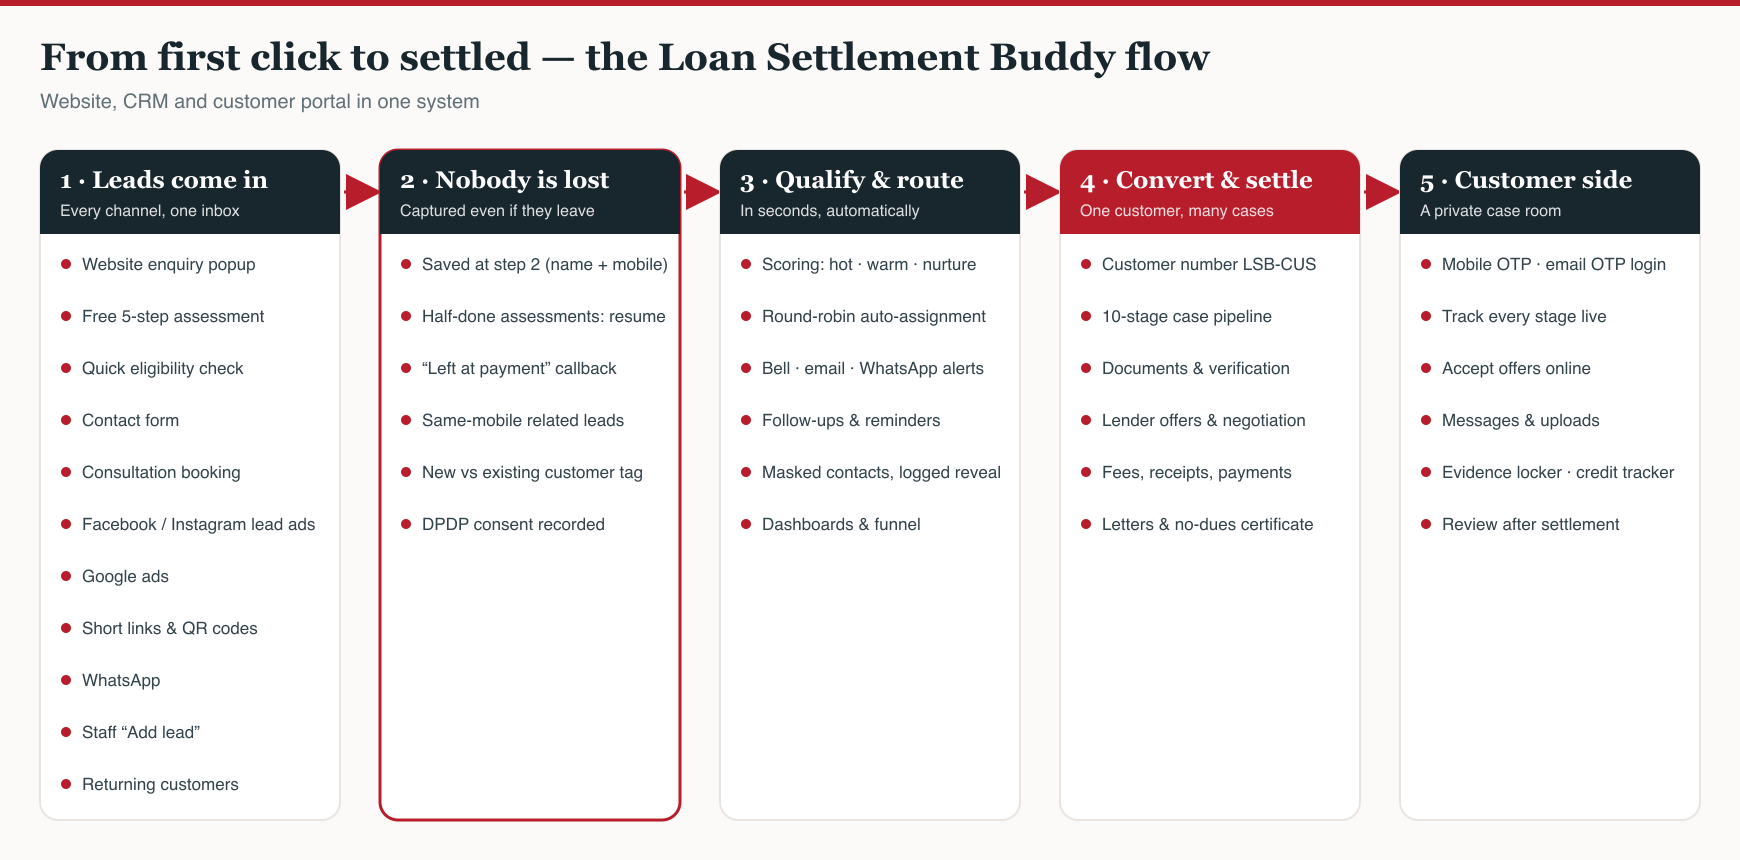 From first click to settled — the Loan Settlement Buddy flow
Website, CRM and customer portal in one system
1 · Leads come in
Every channel, one inbox
Website enquiry popup
Free 5-step assessment
Quick eligibility check
Contact form
Consultation booking
Facebook / Instagram lead ads
Google ads
Short links & QR codes
WhatsApp
Staff “Add lead”
Returning customers
2 · Nobody is lost
Captured even if they leave
Saved at step 2 (name + mobile)
Half-done assessments: resume
“Left at payment” callback
Same-mobile related leads
New vs existing customer tag
DPDP consent recorded
3 · Qualify & route
In seconds, automatically
Scoring: hot · warm · nurture
Round-robin auto-assignment
Bell · email · WhatsApp alerts
Follow-ups & reminders
Masked contacts, logged reveal
Dashboards & funnel
4 · Convert & settle
One customer, many cases
Customer number LSB-CUS
10-stage case pipeline
Documents & verification
Lender offers & negotiation
Fees, receipts, payments
Letters & no-dues certificate
5 · Customer side
A private case room
Mobile OTP · email OTP login
Track every stage live
Accept offers online
Messages & uploads
Evidence locker · credit tracker
Review after settlement